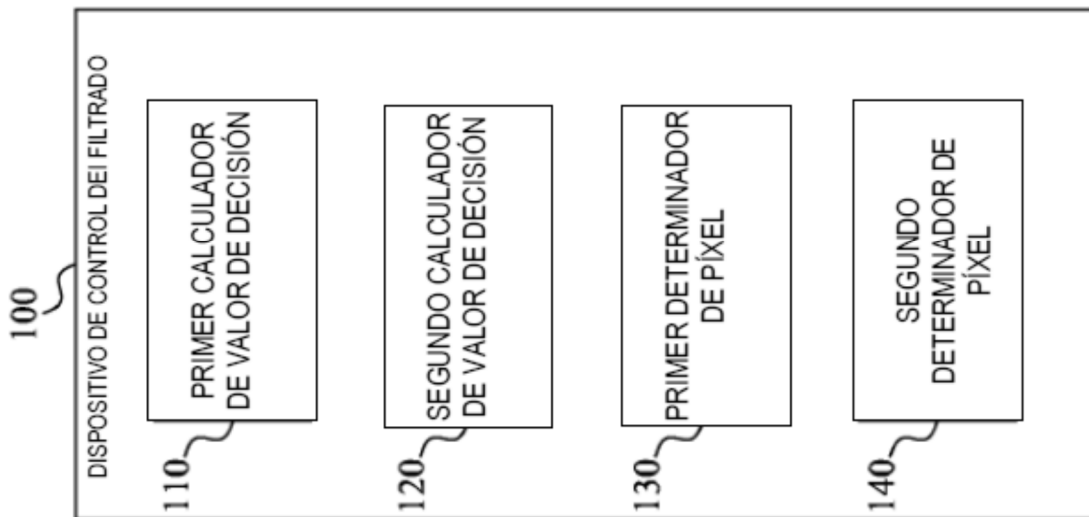 100
DISPOSITIVO DE CONTROL DEI FILTRADO
110
PRIMER CALCULADOR
DE VALOR DE DECISIÓN
120
SEGUNDO CALCULADOR
DE VALOR DE DECISIÓN
130
PRIMER DETERMINADOR
DE PÍXEL
140
SEGUNDO
DETERMINADOR DE
PÍXEL